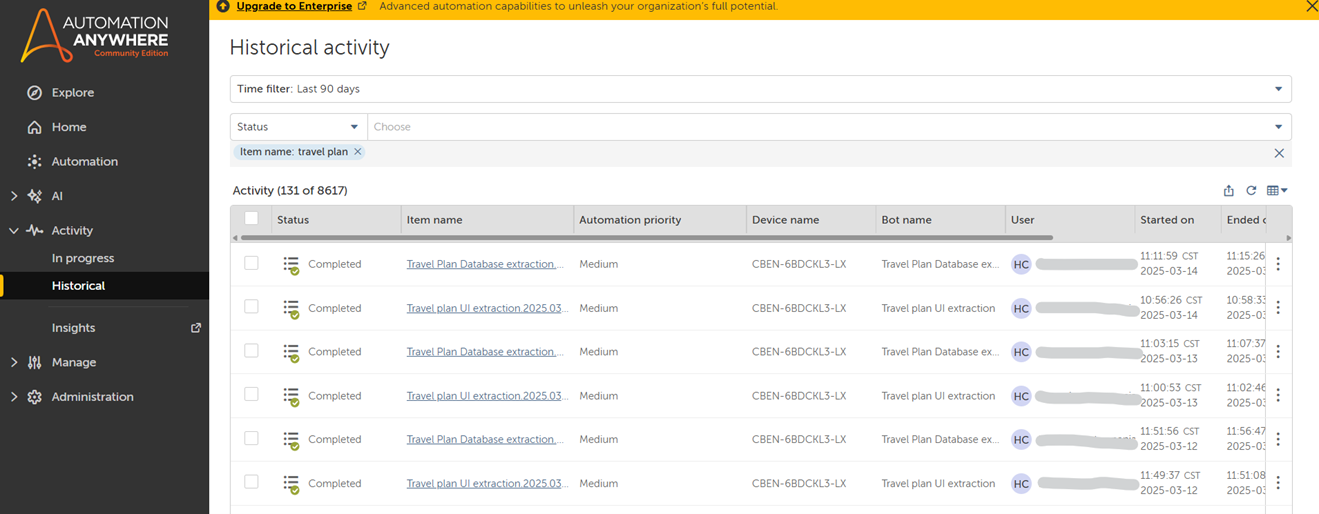 Upgrade to Enterprise Advanced automation capabilities to unleash your organization's full potential.
AUTOMATION
ANYWHERE
Community Edition
Explore
Home
Automation
AI
Activity
In progress
Historical
Insights
Manage
Administration
Historical activity
Time filter: Last 90 days
Status Choose
Item name: travel plan
Activity (131 of 8617)
Status Item name Automation priority Device name Bot name User Started on Ended
Completed Travel Plan Database extraction.... Medium CBEN-6BDCKL3-LX Travel Plan Database ex... HC 11:11:59 CST 11:15:26
2025-03-14 2025-03
Completed Travel plan UI extraction.2025.03... Medium CBEN-6BDCKL3-LX Travel plan UI extraction HC 10:56:26 CST 10:58:33
2025-03-14 2025-03
Completed Travel Plan Database extraction.... Medium CBEN-6BDCKL3-LX Travel Plan Database ex... HC 11:03:15 CST 11:07:37
2025-03-13 2025-03
Completed Travel plan UI extraction.2025.03... Medium CBEN-6BDCKL3-LX Travel plan UI extraction HC 11:00:53 CST 11:02:46
2025-03-13 2025-03
Completed Travel Plan Database extraction.... Medium CBEN-6BDCKL3-LX Travel Plan Database ex... HC 11:51:56 CST 11:56:47
2025-03-12 2025-03
Completed Travel plan UI extraction.2025.03... Medium CBEN-6BDCKL3-LX Travel plan UI extraction HC 11:49:37 CST 11:51:08
2025-03-12 2025-03